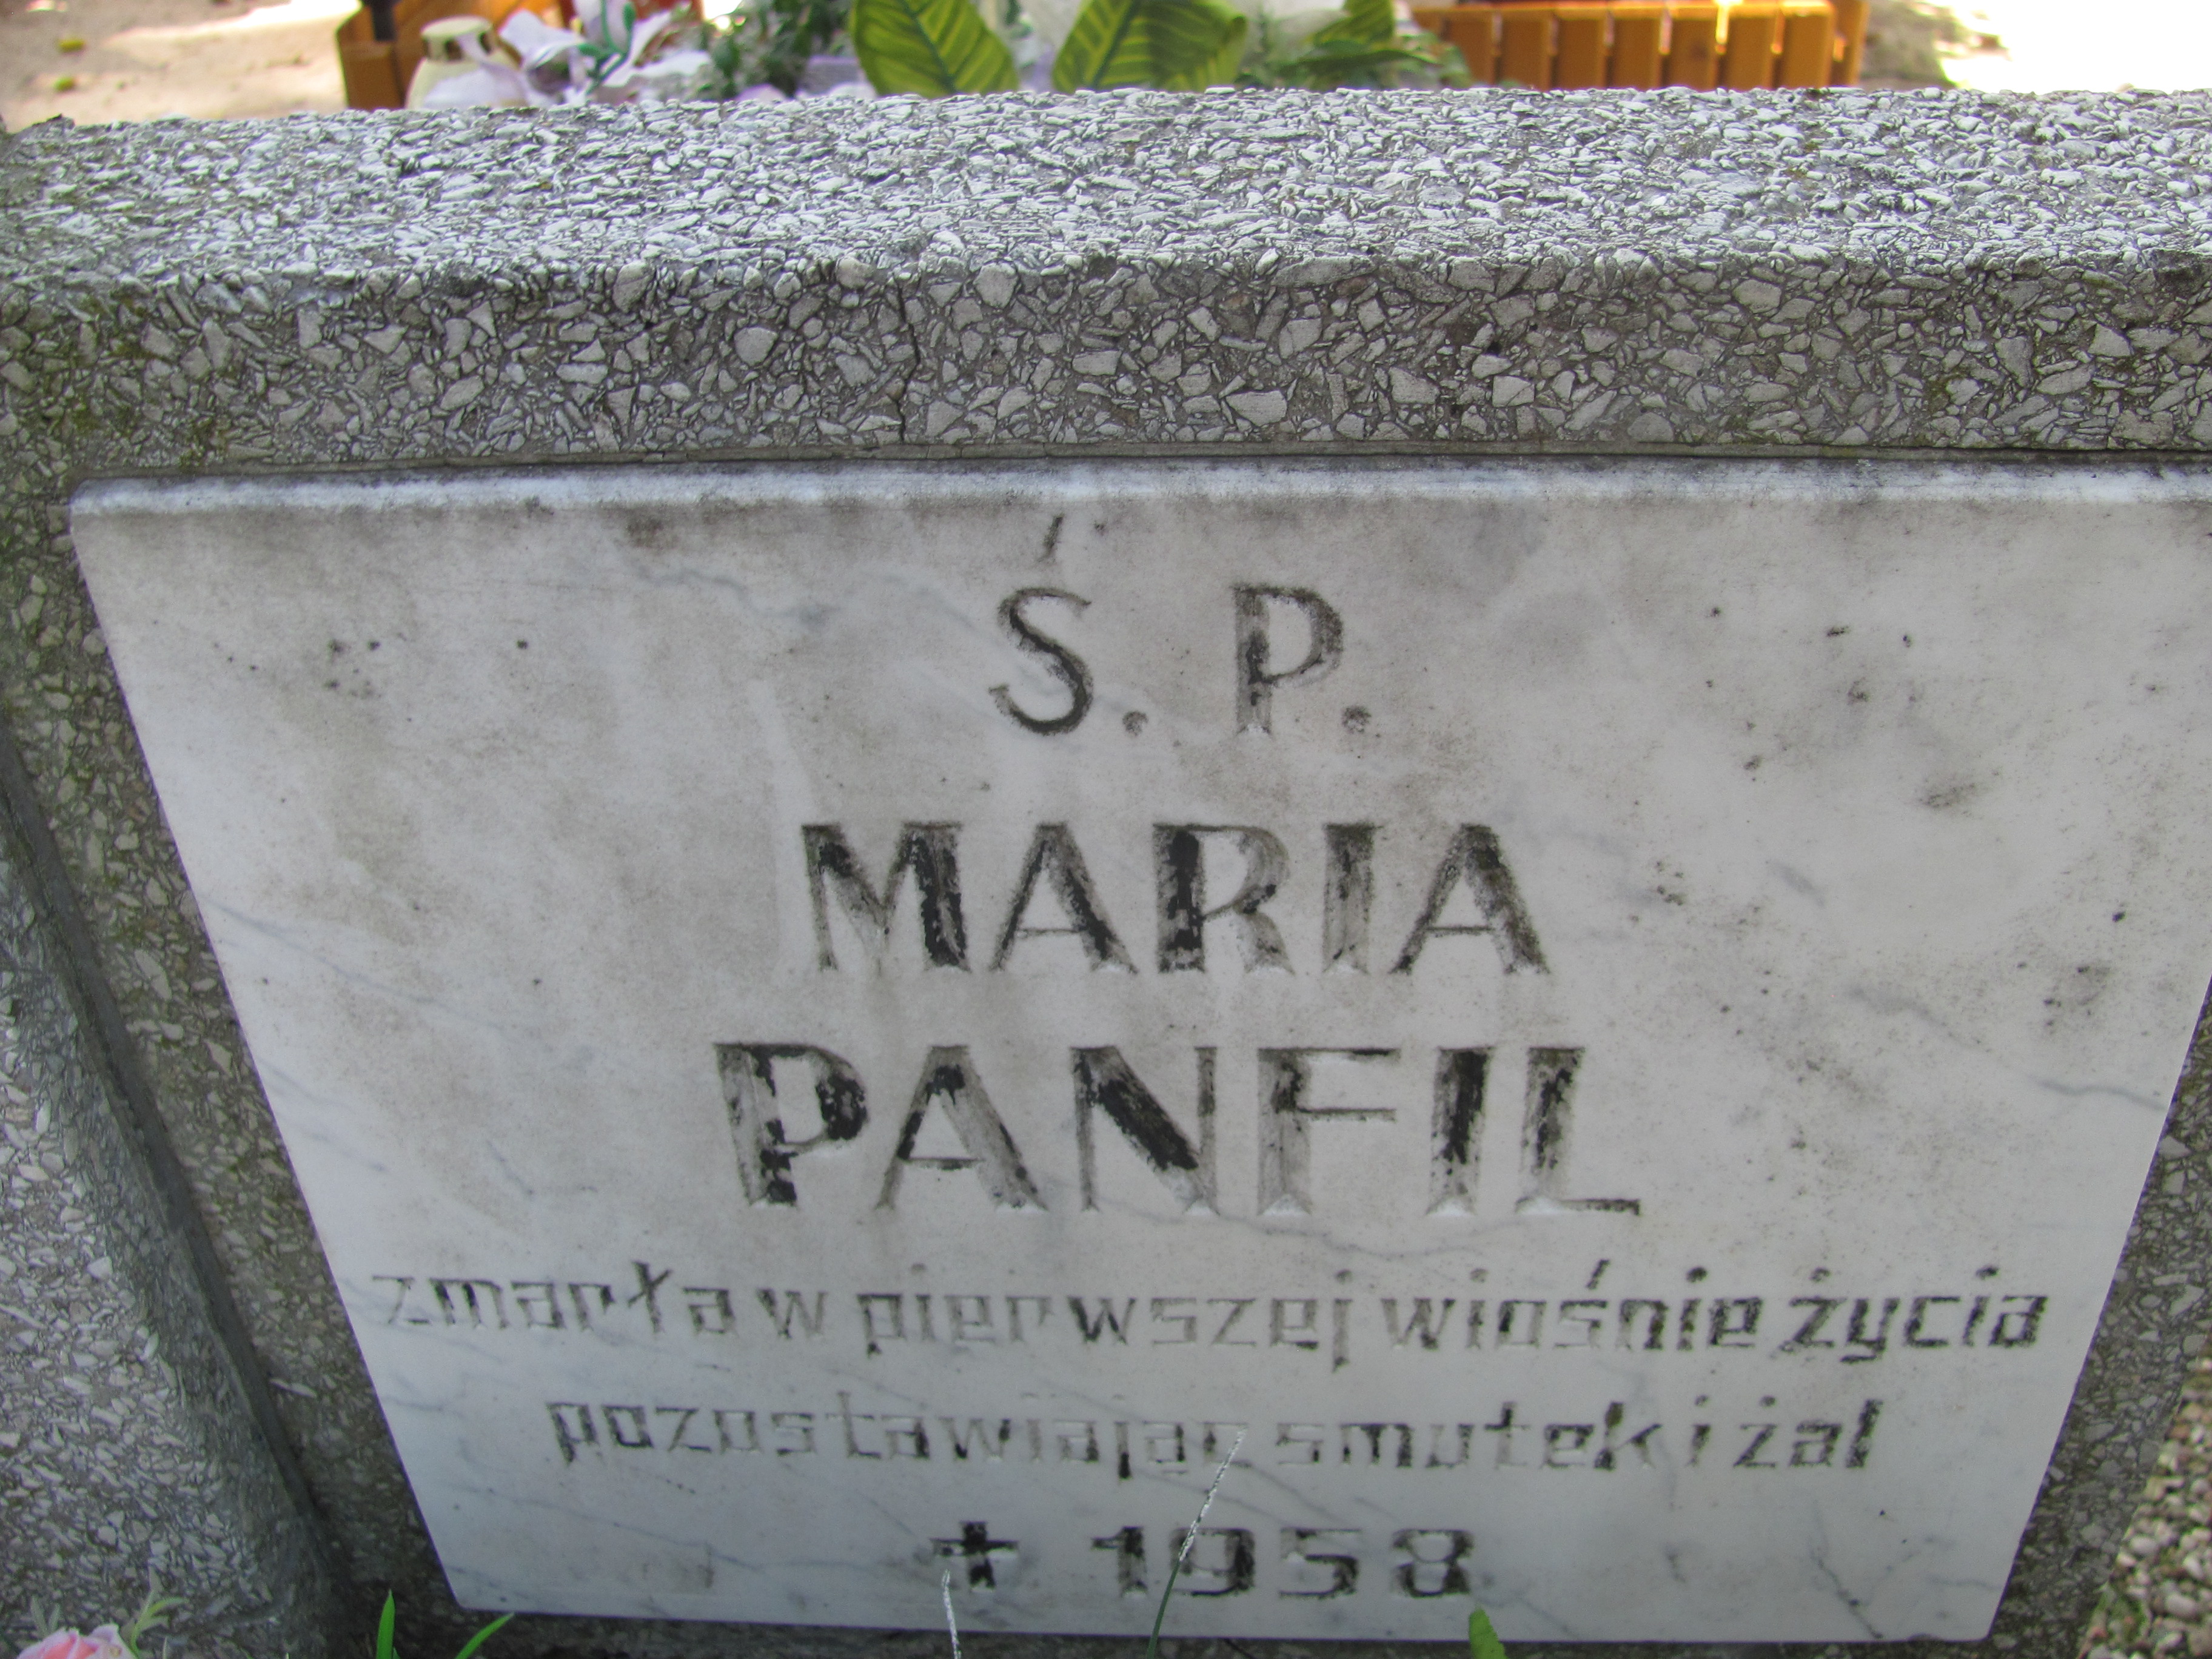 Ś. P.
MARIA
PANFIL
zmarła w pierwszej wiośnie życia
pozostawiając smutek i żal
✝ 1958